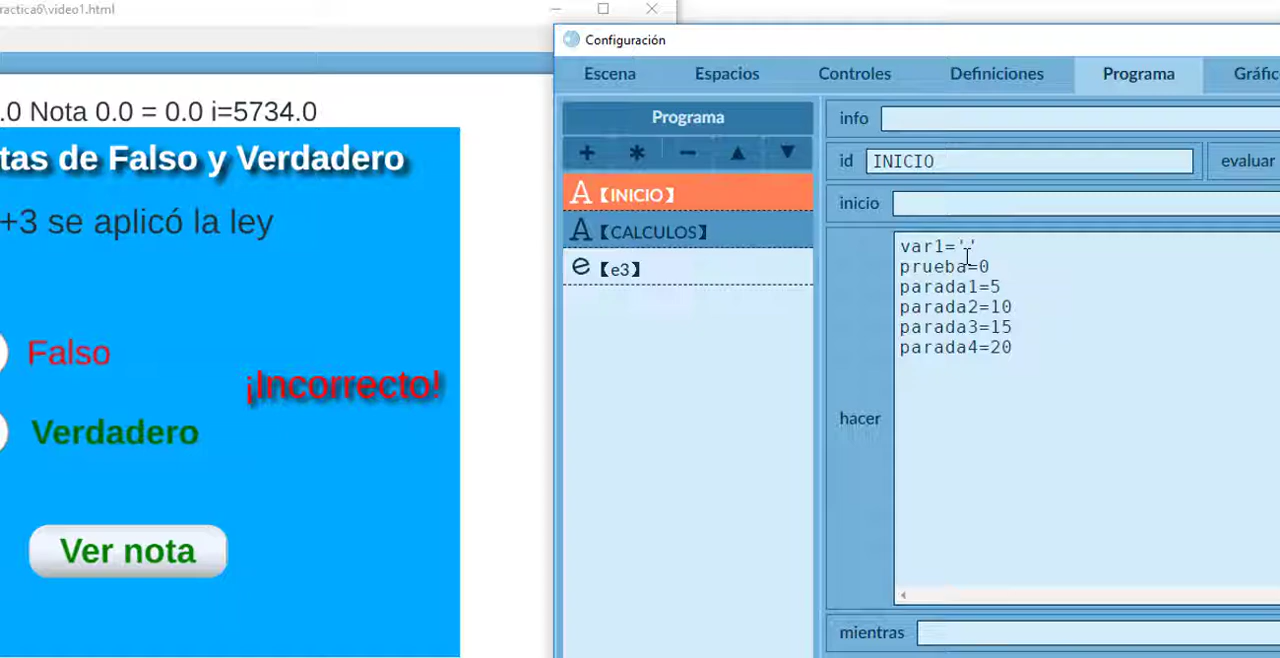 ractica6\video1.html
.0 Nota 0.0 = 0.0 i=5734.0
tas de Falso y Verdadero
+3 se aplicó la ley
Falso
¡Incorrecto!
Verdadero
Ver nota
Configuración
Escena Espacios Controles Definiciones Programa Gráfic
Programa
+ * − ▲ ▼
A【INICIO】
A【CALCULOS】
e【e3】
info
id INICIO evaluar
inicio
hacer
var1=' '
prueba=0
parada1=5
parada2=10
parada3=15
parada4=20
mientras